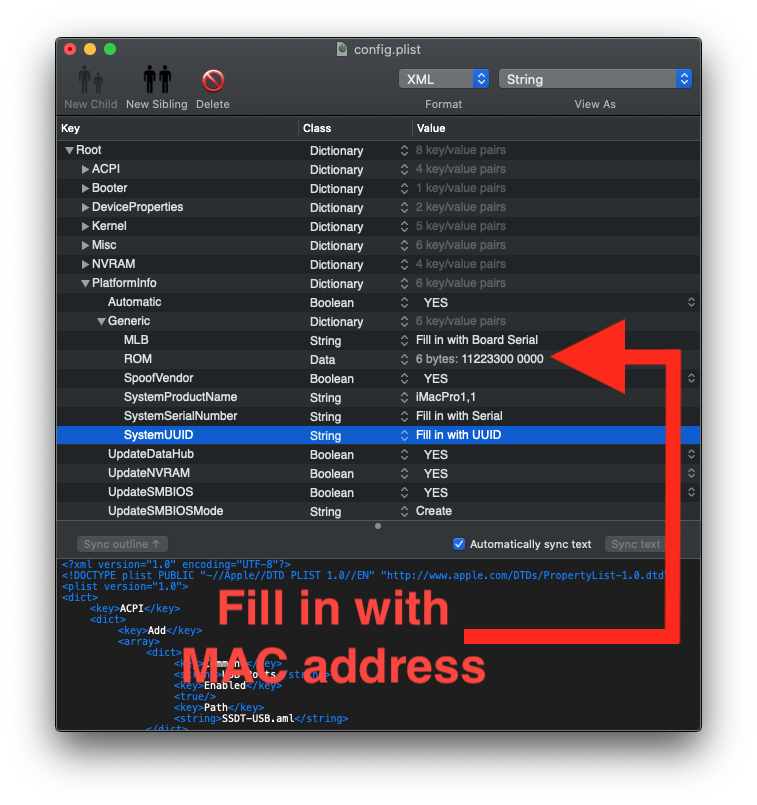 config.plist
XML String
New Child New Sibling Delete Format View As
Key Class Value
Root Dictionary 8 key/value pairs
ACPI Dictionary 4 key/value pairs
Booter Dictionary 1 key/value pairs
DeviceProperties Dictionary 2 key/value pairs
Kernel Dictionary 5 key/value pairs
Misc Dictionary 6 key/value pairs
NVRAM Dictionary 4 key/value pairs
PlatformInfo Dictionary 6 key/value pairs
Automatic Boolean YES
Generic Dictionary 6 key/value pairs
MLB String Fill in with Board Serial
ROM Data 6 bytes: 11223300 0000
SpoofVendor Boolean YES
SystemProductName String iMacPro1,1
SystemSerialNumber String Fill in with Serial
SystemUUID String Fill in with UUID
UpdateDataHub Boolean YES
UpdateNVRAM Boolean YES
UpdateSMBIOS Boolean YES
UpdateSMBIOSMode String Create
Sync outline ↑ Automatically sync text Sync text
<?xml version="1.0" encoding="UTF-8"?>
<!DOCTYPE plist PUBLIC "-//Apple//DTD PLIST 1.0//EN" "http://www.apple.com/DTDs/PropertyList-1.0.dtd"
<plist version="1.0">
<dict>
<key>ACPI</key>
<dict>
<key>Add</key>
<array>
<dict>
<key>Comment</key>
<string>USB Ports</string>
<key>Enabled</key>
<true/>
<key>Path</key>
<string>SSDT-USB.aml</string>
</dict>
Fill in with
MAC address